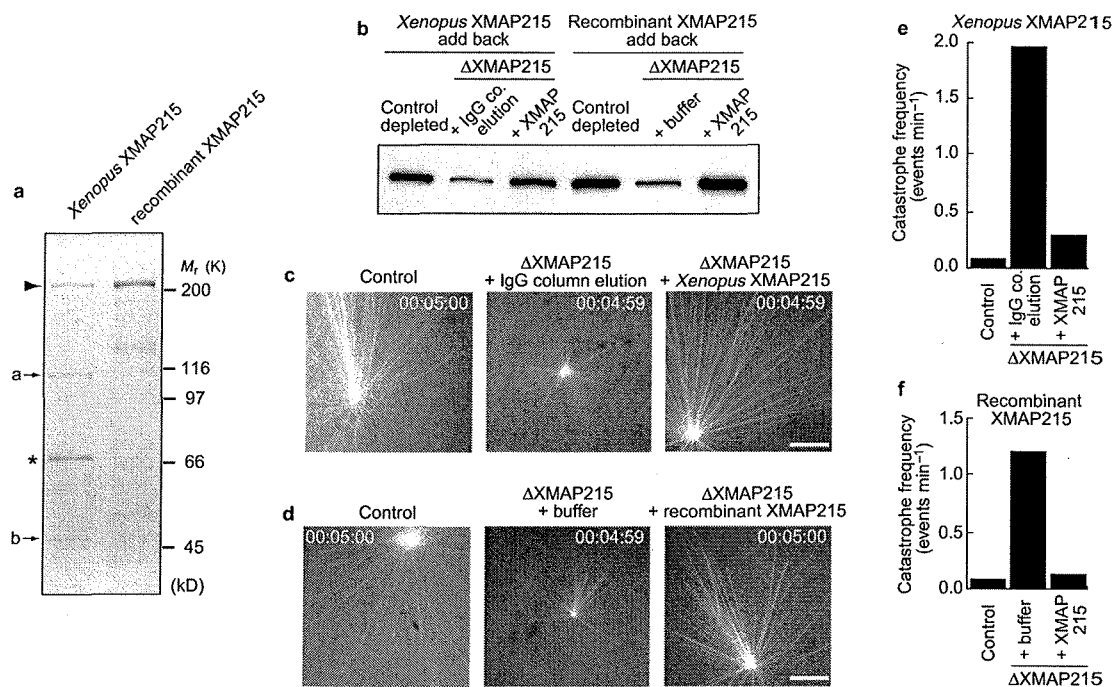 a
Xenopus XMAP215
recombinant XMAP215
Mr (K)
200
a
116
97
*
66
b
45
(kD)
b
Xenopus XMAP215
add back
Recombinant XMAP215
add back
ΔXMAP215
ΔXMAP215
Control
depleted
+ IgG co.
elution
+ XMAP
215
Control
depleted
+ buffer
+ XMAP
215
c
Control
ΔXMAP215
+ IgG column elution
ΔXMAP215
+ Xenopus XMAP215
00:05:00
00:04:59
00:04:59
d
Control
ΔXMAP215
+ buffer
ΔXMAP215
+ recombinant XMAP215
00:05:00
00:04:59
00:05:00
e
Xenopus XMAP215
Catastrophe frequency
(events min⁻¹)
2.0
1.5
1.0
0.5
0.0
Control
+ IgG co.
elution
+ XMAP
215
ΔXMAP215
f
Recombinant
XMAP215
Catastrophe frequency
(events min⁻¹)
1.5
1.0
0.5
0.0
Control
+ buffer
+ XMAP
215
ΔXMAP215